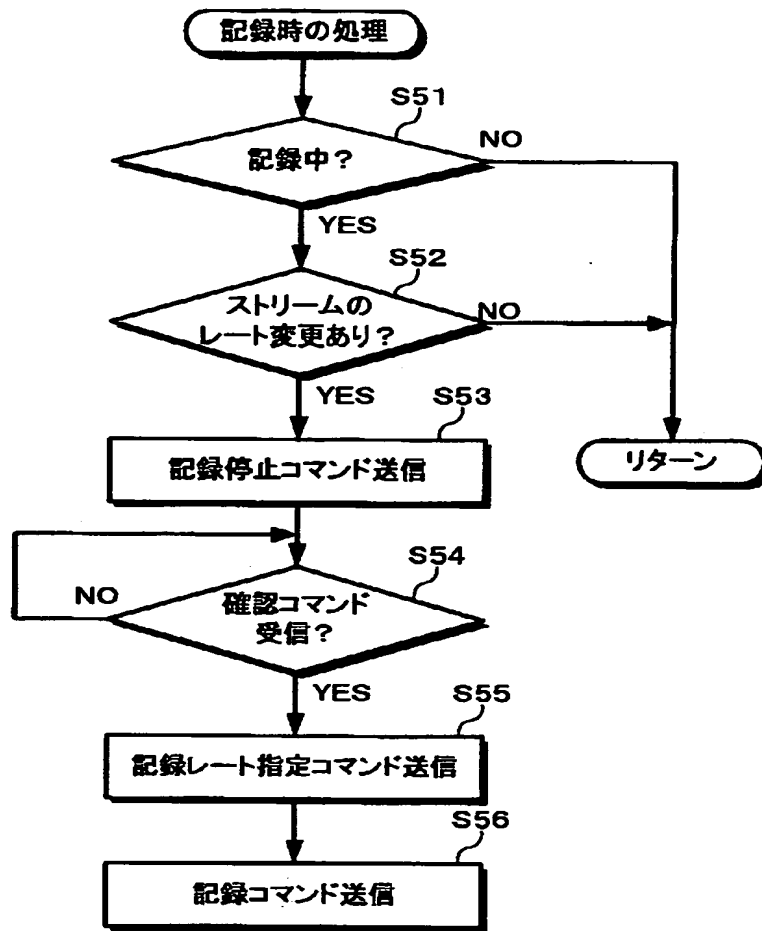 記録時の処理
S51
記録中?
NO
YES
S52
ストリームの
レート変更あり?
NO
YES
S53
記録停止コマンド送信
リターン
S54
確認コマンド
受信?
NO
YES
S55
記録レート指定コマンド送信
S56
記録コマンド送信